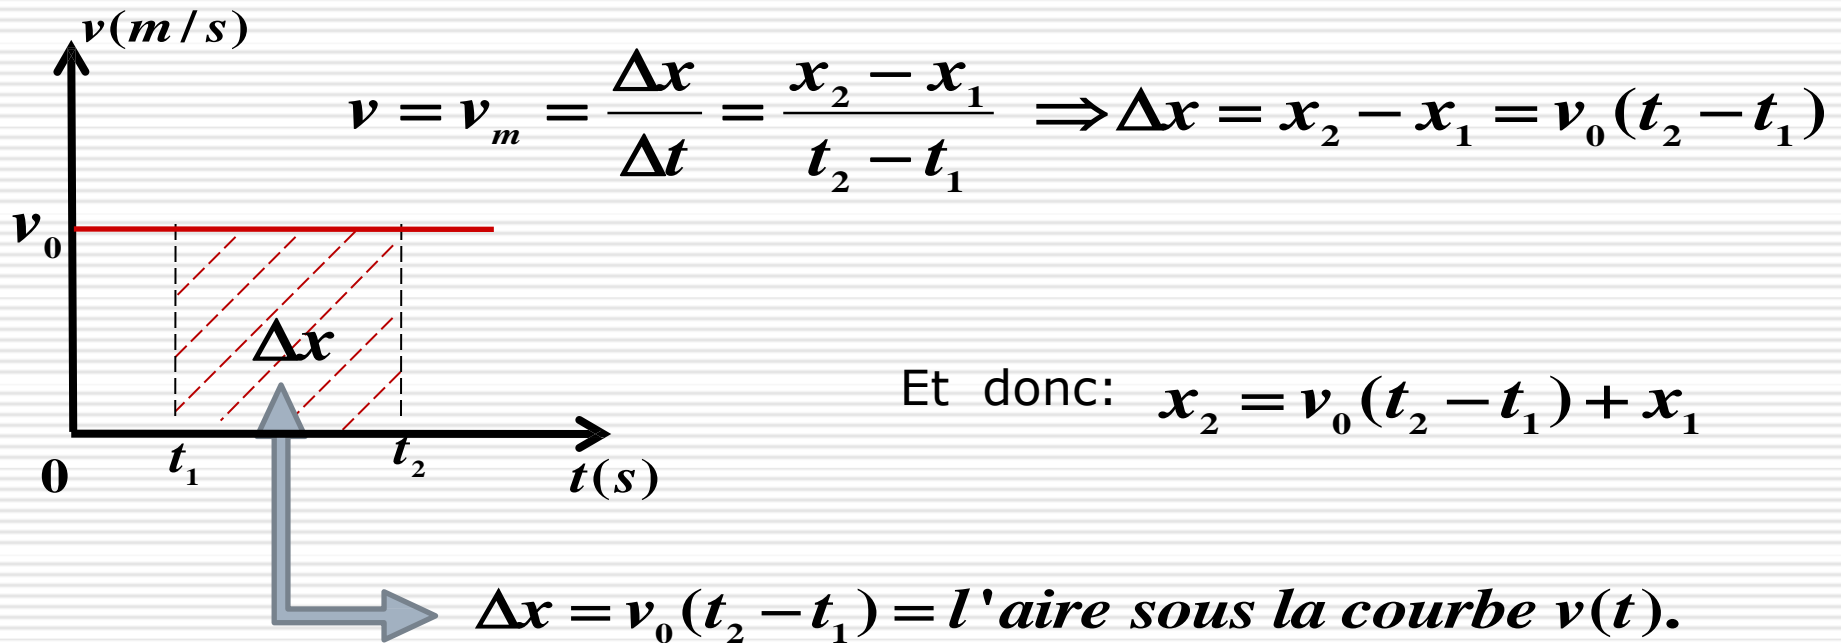 v(m/s)
v = v_m = Δx/Δt = (x_2 − x_1)/(t_2 − t_1) ⇒ Δx = x_2 − x_1 = v_0(t_2 − t_1)
v_0
Δx
Et donc: x_2 = v_0(t_2 − t_1) + x_1
0 t_1 t_2 t(s)
Δx = v_0(t_2 − t_1) = l'aire sous la courbe v(t).